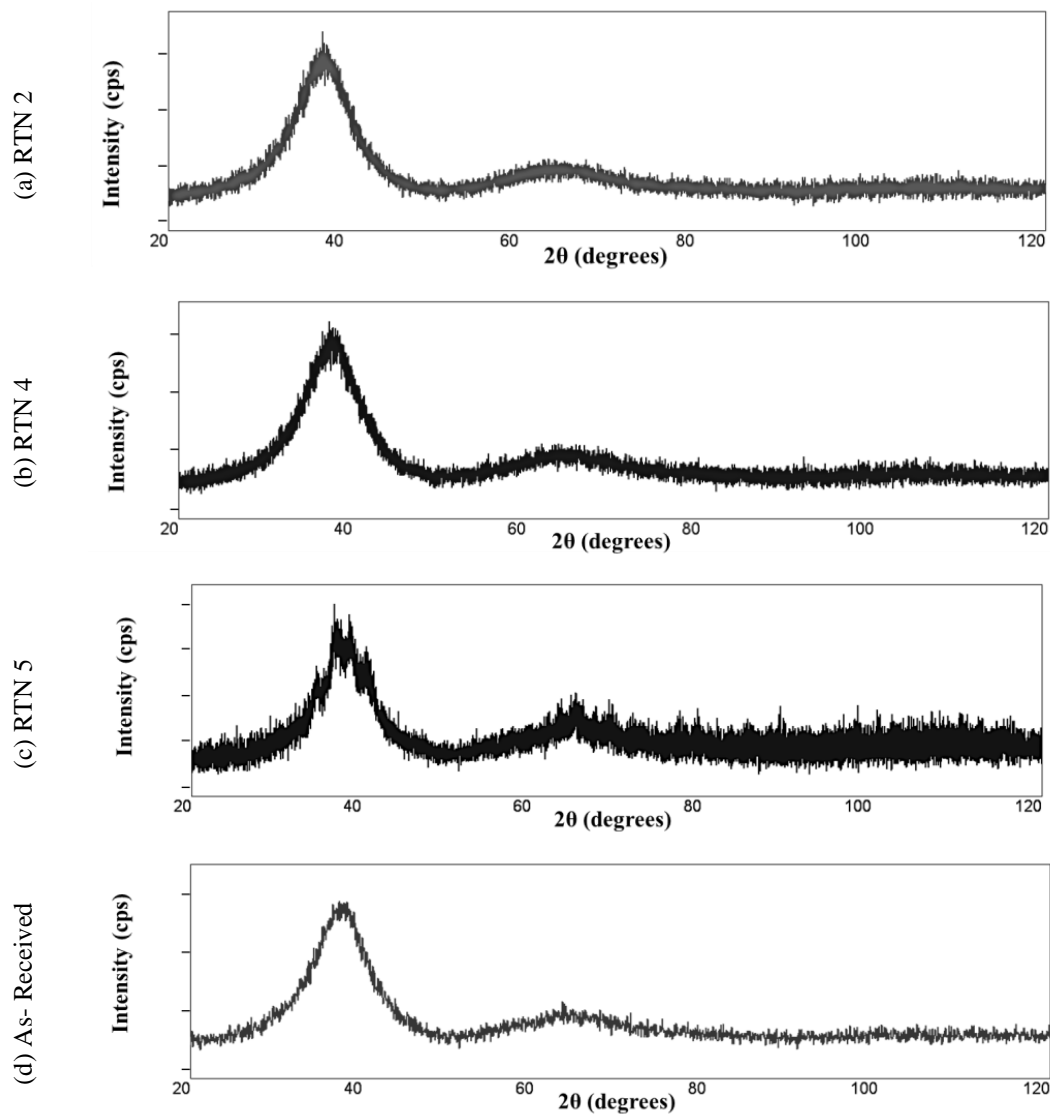 (a) RTN 2
Intensity (cps)
20 40 60 80 100 120
2θ (degrees)
(b) RTN 4
Intensity (cps)
20 40 60 80 100 120
2θ (degrees)
(c) RTN 5
Intensity (cps)
20 40 60 80 100 120
2θ (degrees)
(d) As- Received
Intensity (cps)
20 40 60 80 100 120
2θ (degrees)